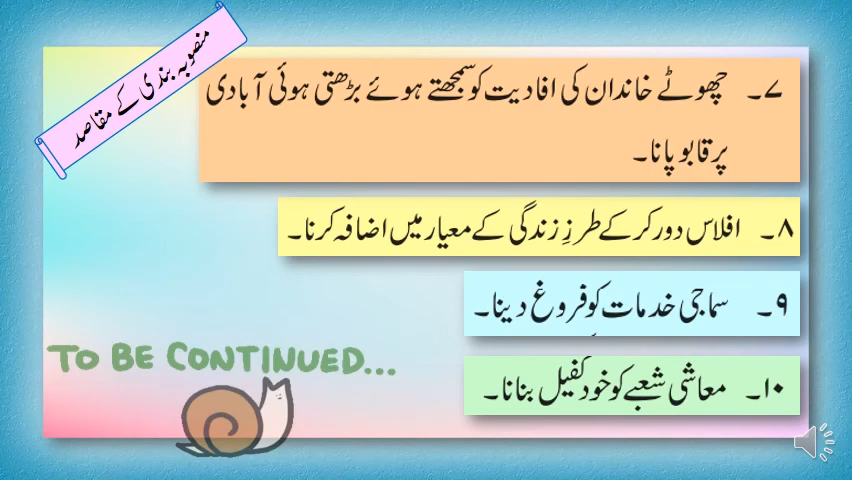 منصوبہ بندی کے مقاصد
۷۔ چھوٹے خاندان کی افادیت کو سمجھتے ہوئے بڑھتی ہوئی آبادی
پر قابو پانا۔
۸۔ افلاس دور کر کے طرزِ زندگی کے معیار میں اضافہ کرنا۔
۹۔ سماجی خدمات کو فروغ دینا۔
۱۰۔ معاشی شعبے کو خود کفیل بنانا۔
TO BE CONTINUED...